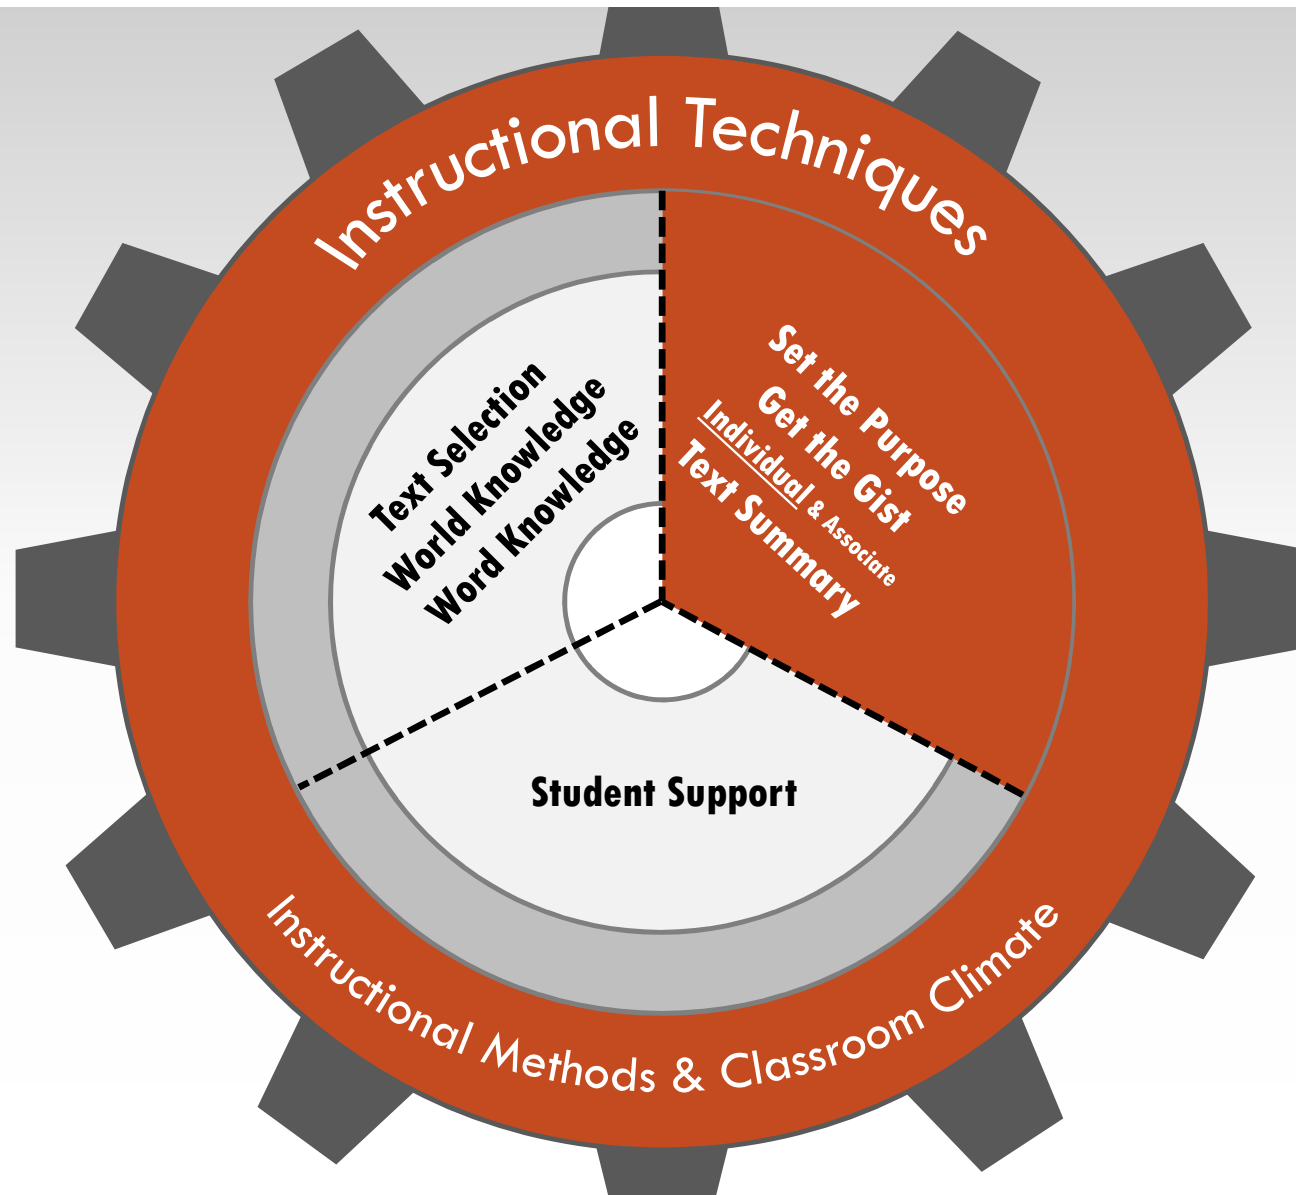 Instructional Techniques
Text Selection
World Knowledge
Word Knowledge
Set the Purpose
Get the Gist
Individual & Associate
Text Summary
Student Support
Instructional Methods & Classroom Climate